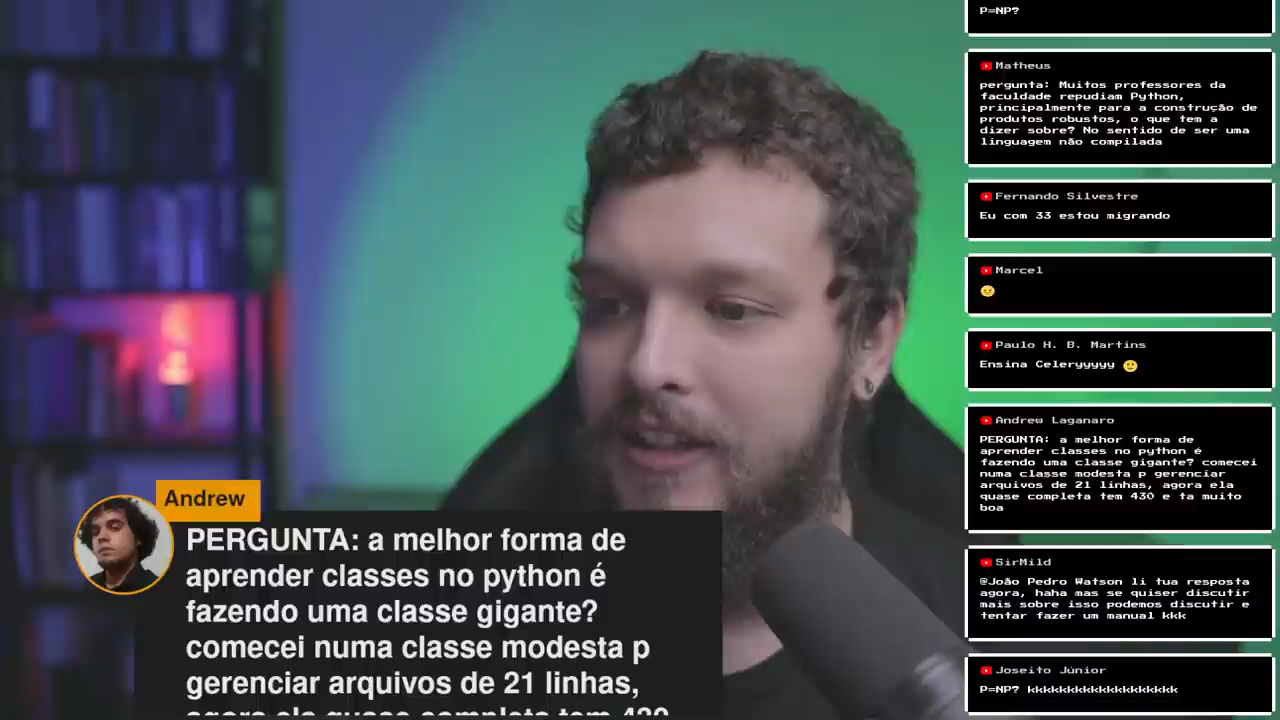 Andrew
PERGUNTA: a melhor forma de
aprender classes no python é
fazendo uma classe gigante?
comecei numa classe modesta p
gerenciar arquivos de 21 linhas,
agora ela quase completa tem 430
P=NP?
Matheus
pergunta: Muitos professores da
faculdade repudiam Python,
principalmente para a construção de
produtos robustos, o que tem a
dizer sobre? No sentido de ser uma
linguagem não compilada
Fernando Silvestre
Eu com 33 estou migrando
Marcel
Paulo H. B. Martins
Ensina Celeryyyyy
Andrew Laganaro
PERGUNTA: a melhor forma de
aprender classes no python é
fazendo uma classe gigante? comecei
numa classe modesta p gerenciar
arquivos de 21 linhas, agora ela
quase completa tem 430 e ta muito
boa
SirMild
@João Pedro Watson li tua resposta
agora, haha mas se quiser discutir
mais sobre isso podemos discutir e
tentar fazer um manual kkk
Joseito Júnior
P=NP? kkkkkkkkkkkkkkkkkkk